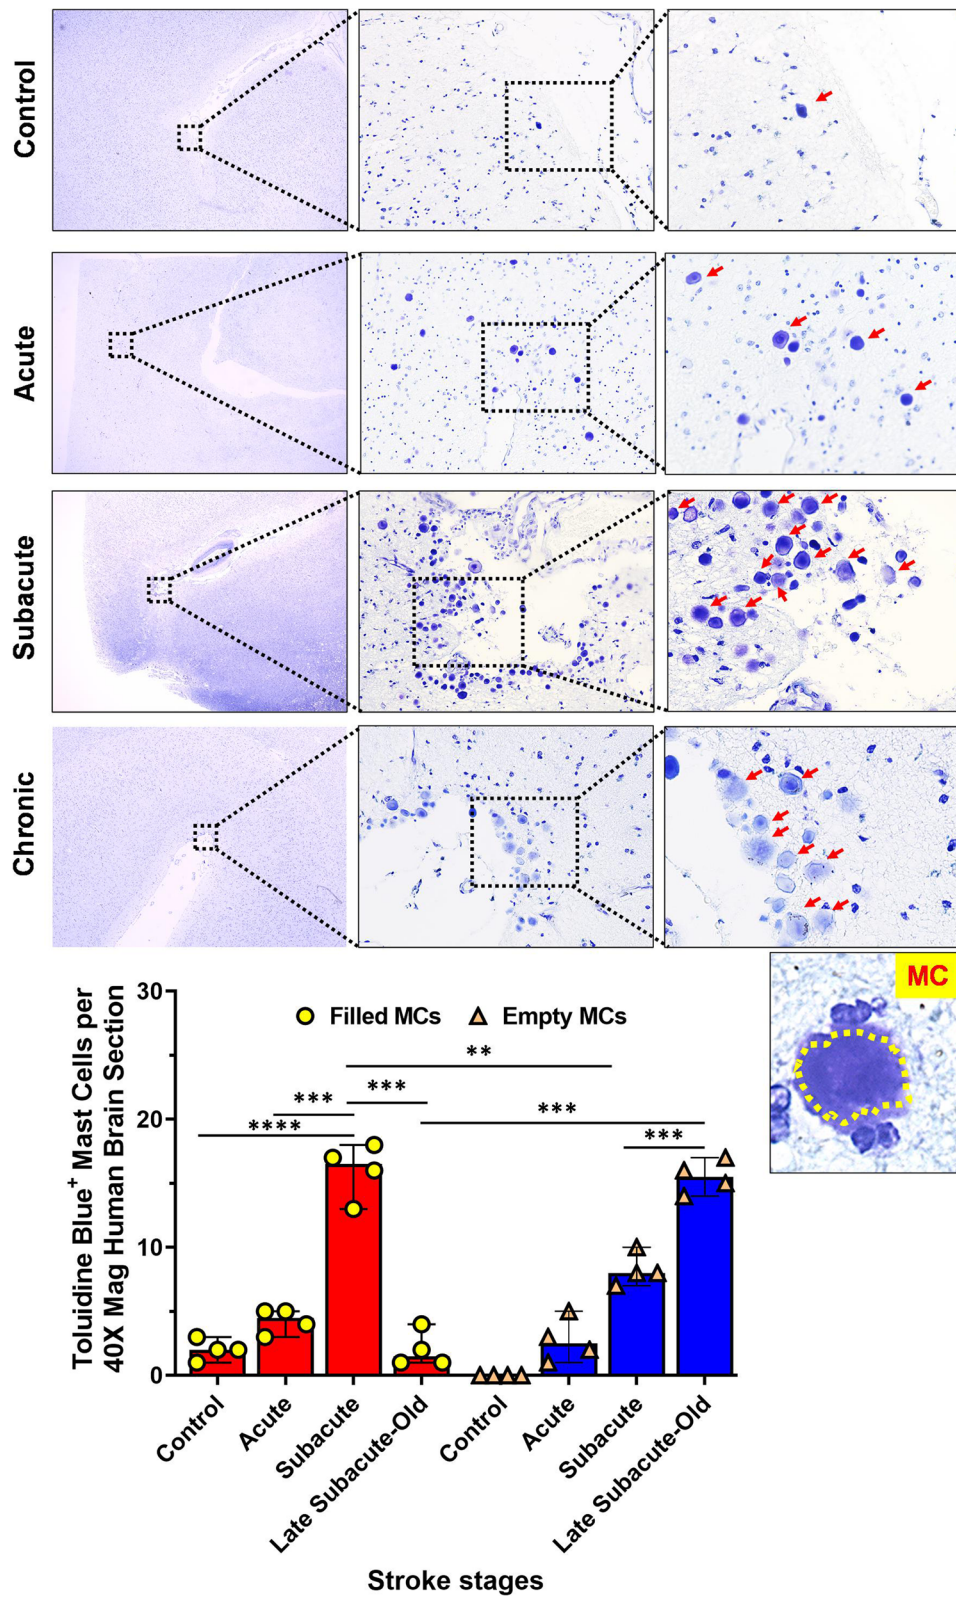 Control
Acute
Subacute
Chronic
MC
30
20
10
0
Toluidine Blue+ Mast Cells per
40X Mag Human Brain Section
Filled MCs
Empty MCs
**
***
***
****
***
***
Control
Acute
Subacute
Late Subacute-Old
Control
Acute
Subacute
Late Subacute-Old
Stroke stages